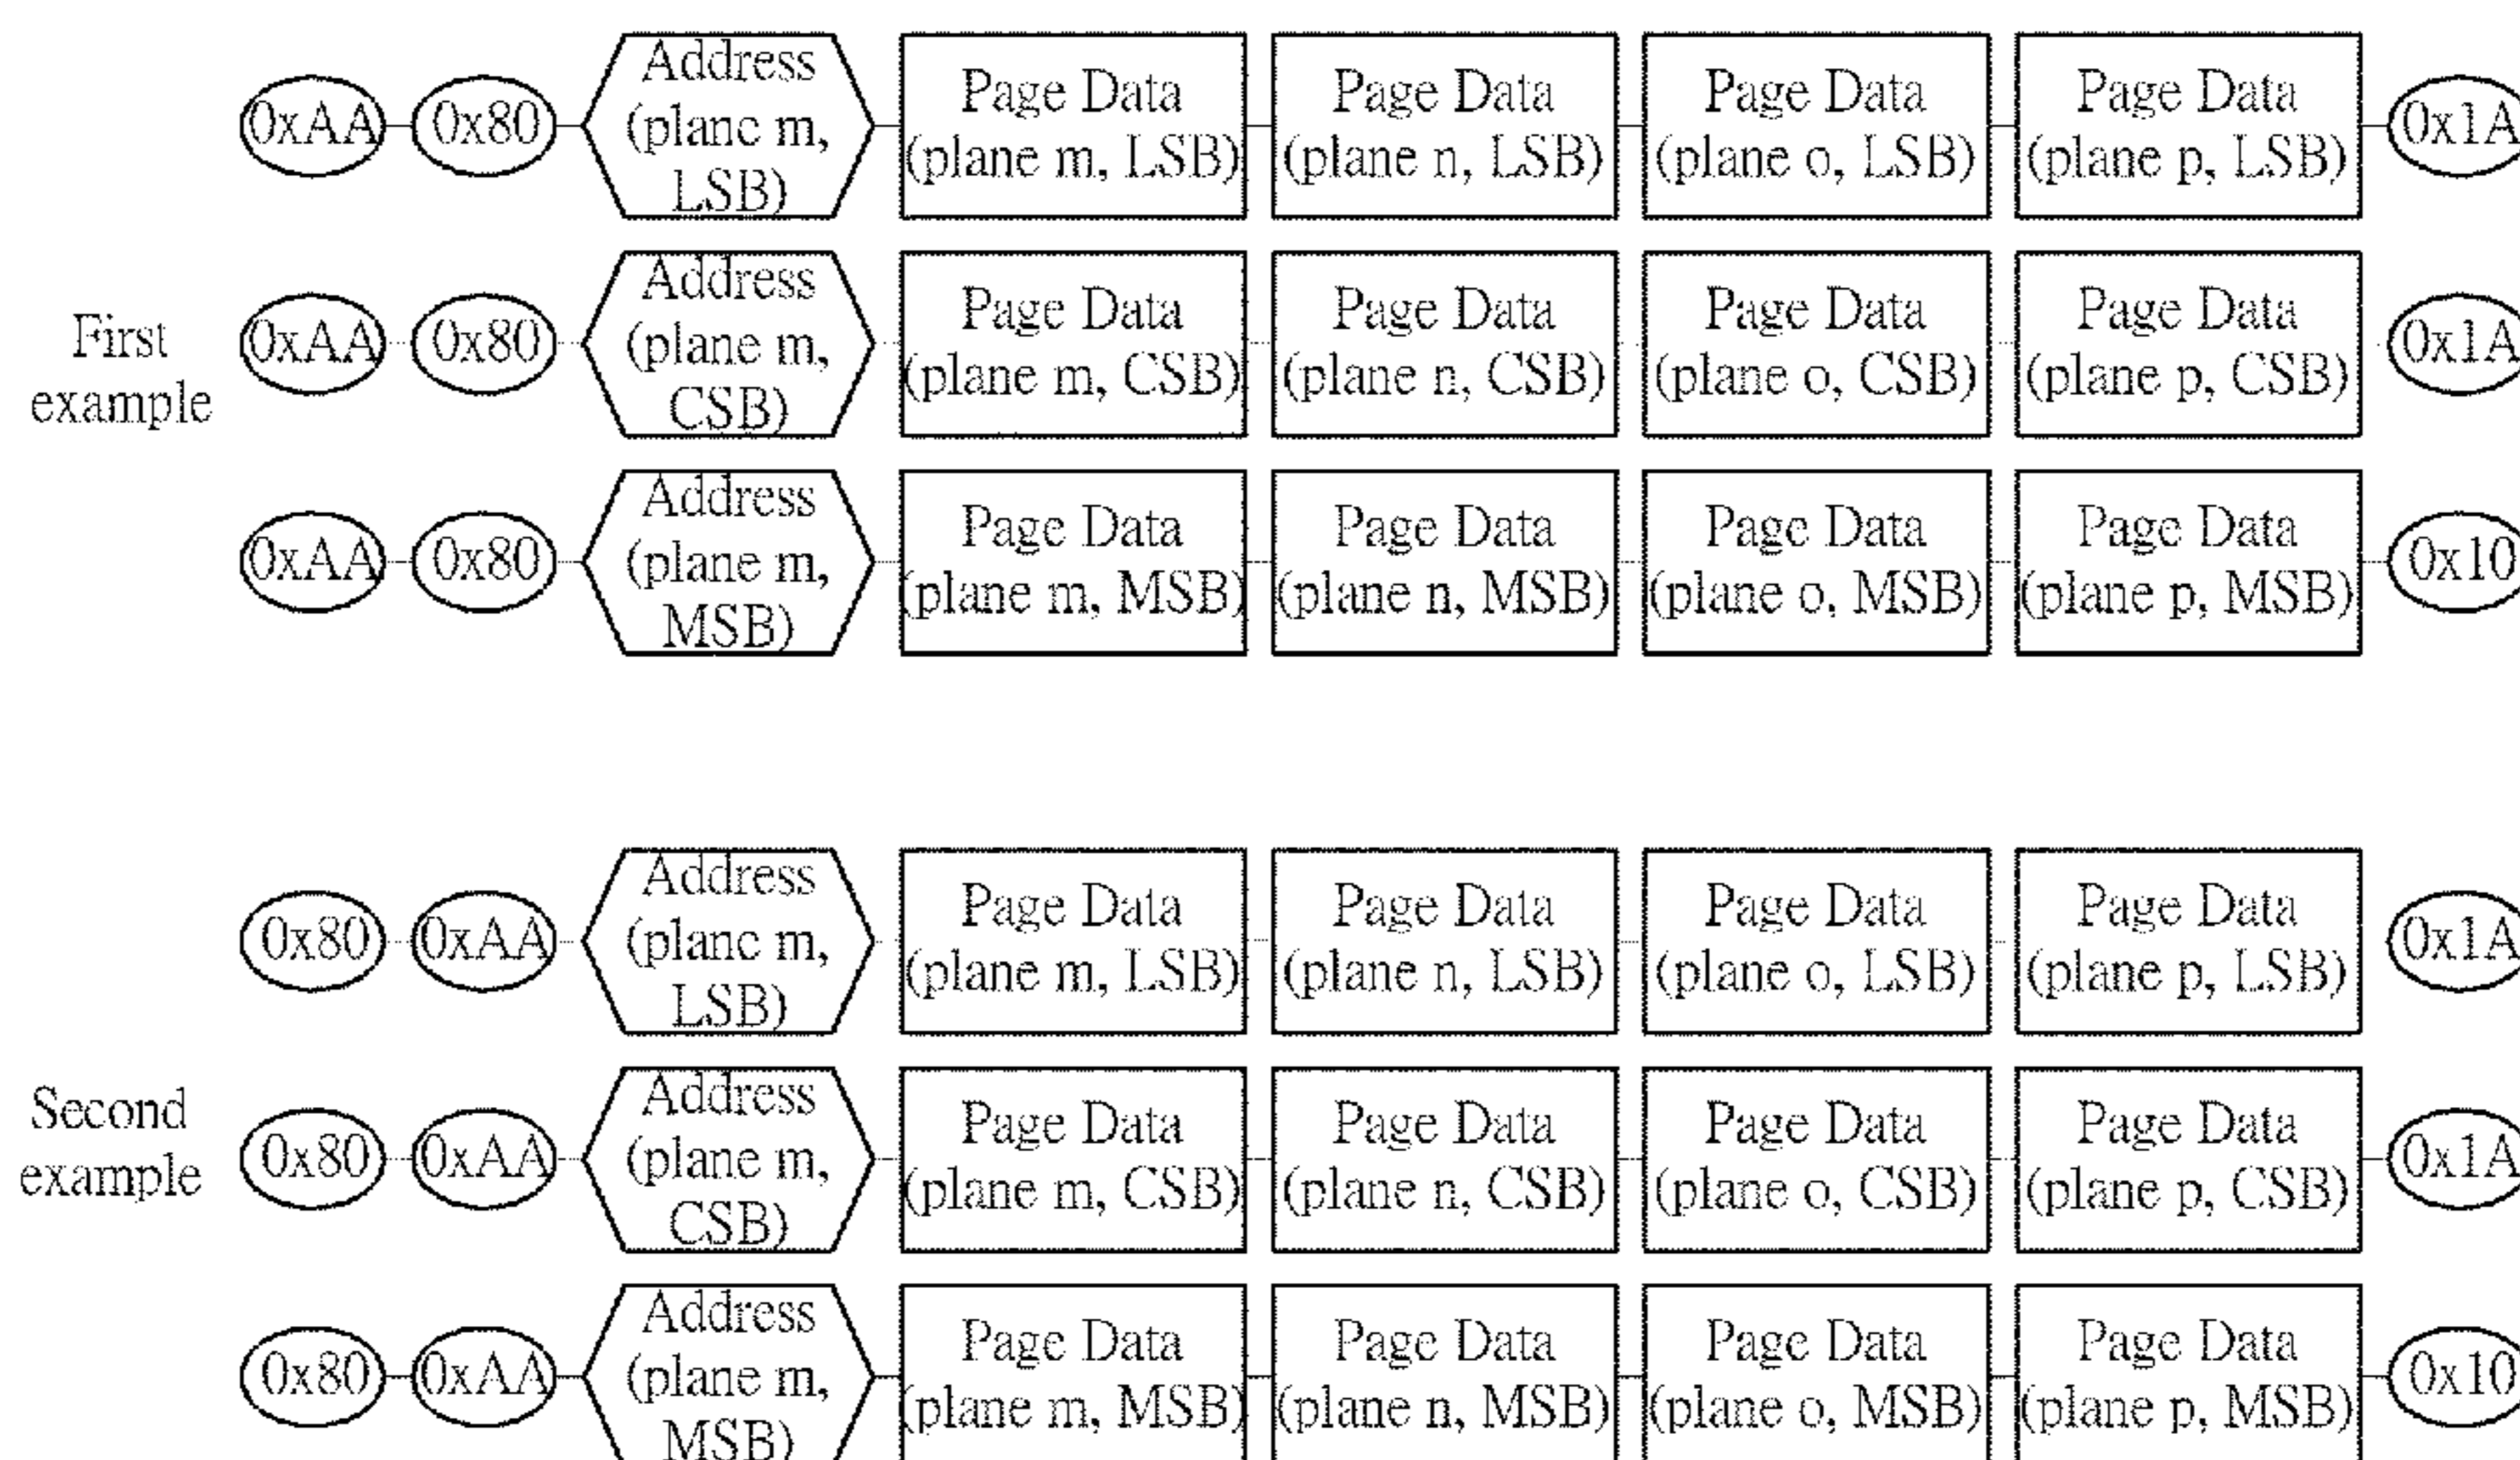 0xAA
0x80
Address
(plane m,
LSB)
Page Data
(plane m, LSB)
Page Data
(plane n, LSB)
Page Data
(plane o, LSB)
Page Data
(plane p, LSB)
0x1A
First
example
0xAA
0x80
Address
(plane m,
CSB)
Page Data
(plane m, CSB)
Page Data
(plane n, CSB)
Page Data
(plane o, CSB)
Page Data
(plane p, CSB)
0x1A
0xAA
0x80
Address
(plane m,
MSB)
Page Data
(plane m, MSB)
Page Data
(plane n, MSB)
Page Data
(plane o, MSB)
Page Data
(plane p, MSB)
0x10
0x80
0xAA
Address
(plane m,
LSB)
Page Data
(plane m, LSB)
Page Data
(plane n, LSB)
Page Data
(plane o, LSB)
Page Data
(plane p, LSB)
0x1A
Second
example
0x80
0xAA
Address
(plane m,
CSB)
Page Data
(plane m, CSB)
Page Data
(plane n, CSB)
Page Data
(plane o, CSB)
Page Data
(plane p, CSB)
0x1A
0x80
0xAA
Address
(plane m,
MSB)
Page Data
(plane m, MSB)
Page Data
(plane n, MSB)
Page Data
(plane o, MSB)
Page Data
(plane p, MSB)
0x10